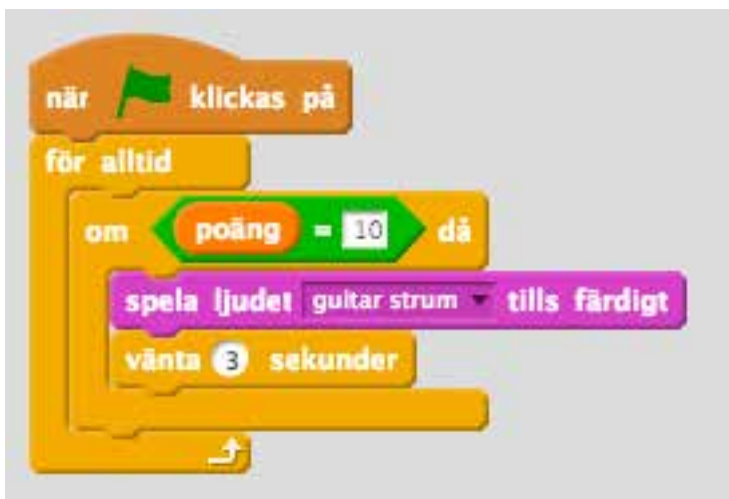 när klickas på
för alltid
om poäng = 10 då
spela ljudet guitar strum tills färdigt
vänta 3 sekunder